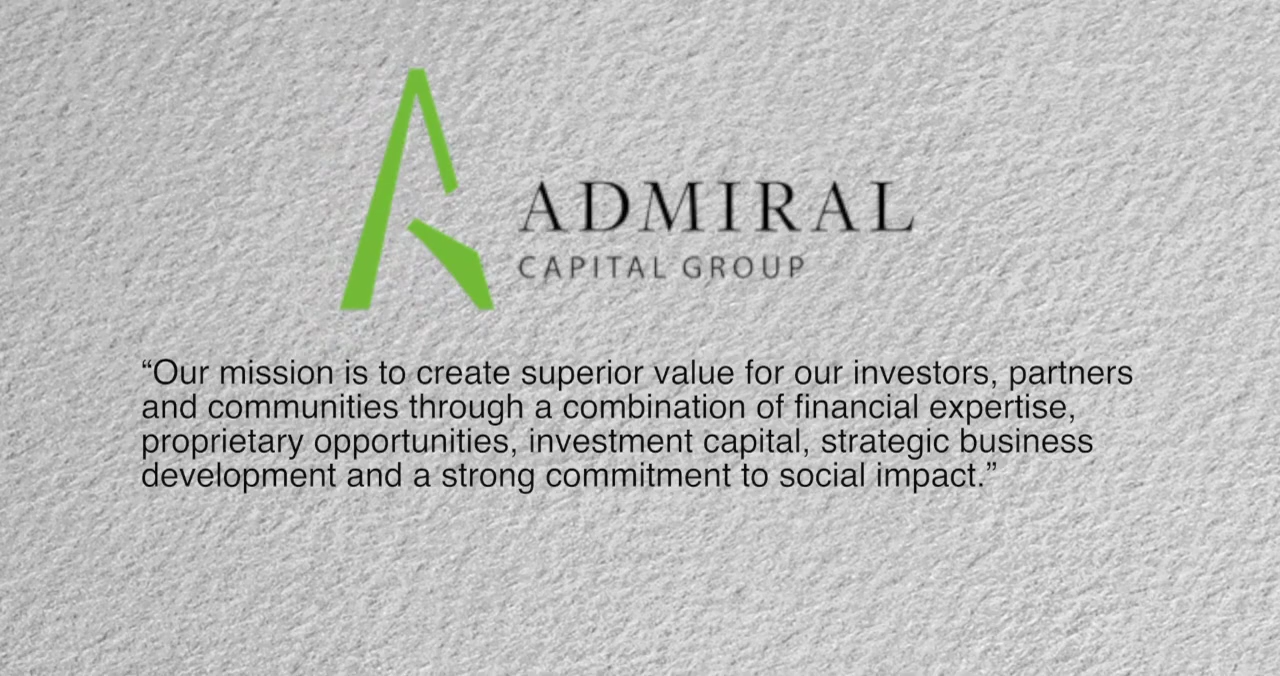 ADMIRAL
CAPITAL GROUP
“Our mission is to create superior value for our investors, partners
and communities through a combination of financial expertise,
proprietary opportunities, investment capital, strategic business
development and a strong commitment to social impact.”